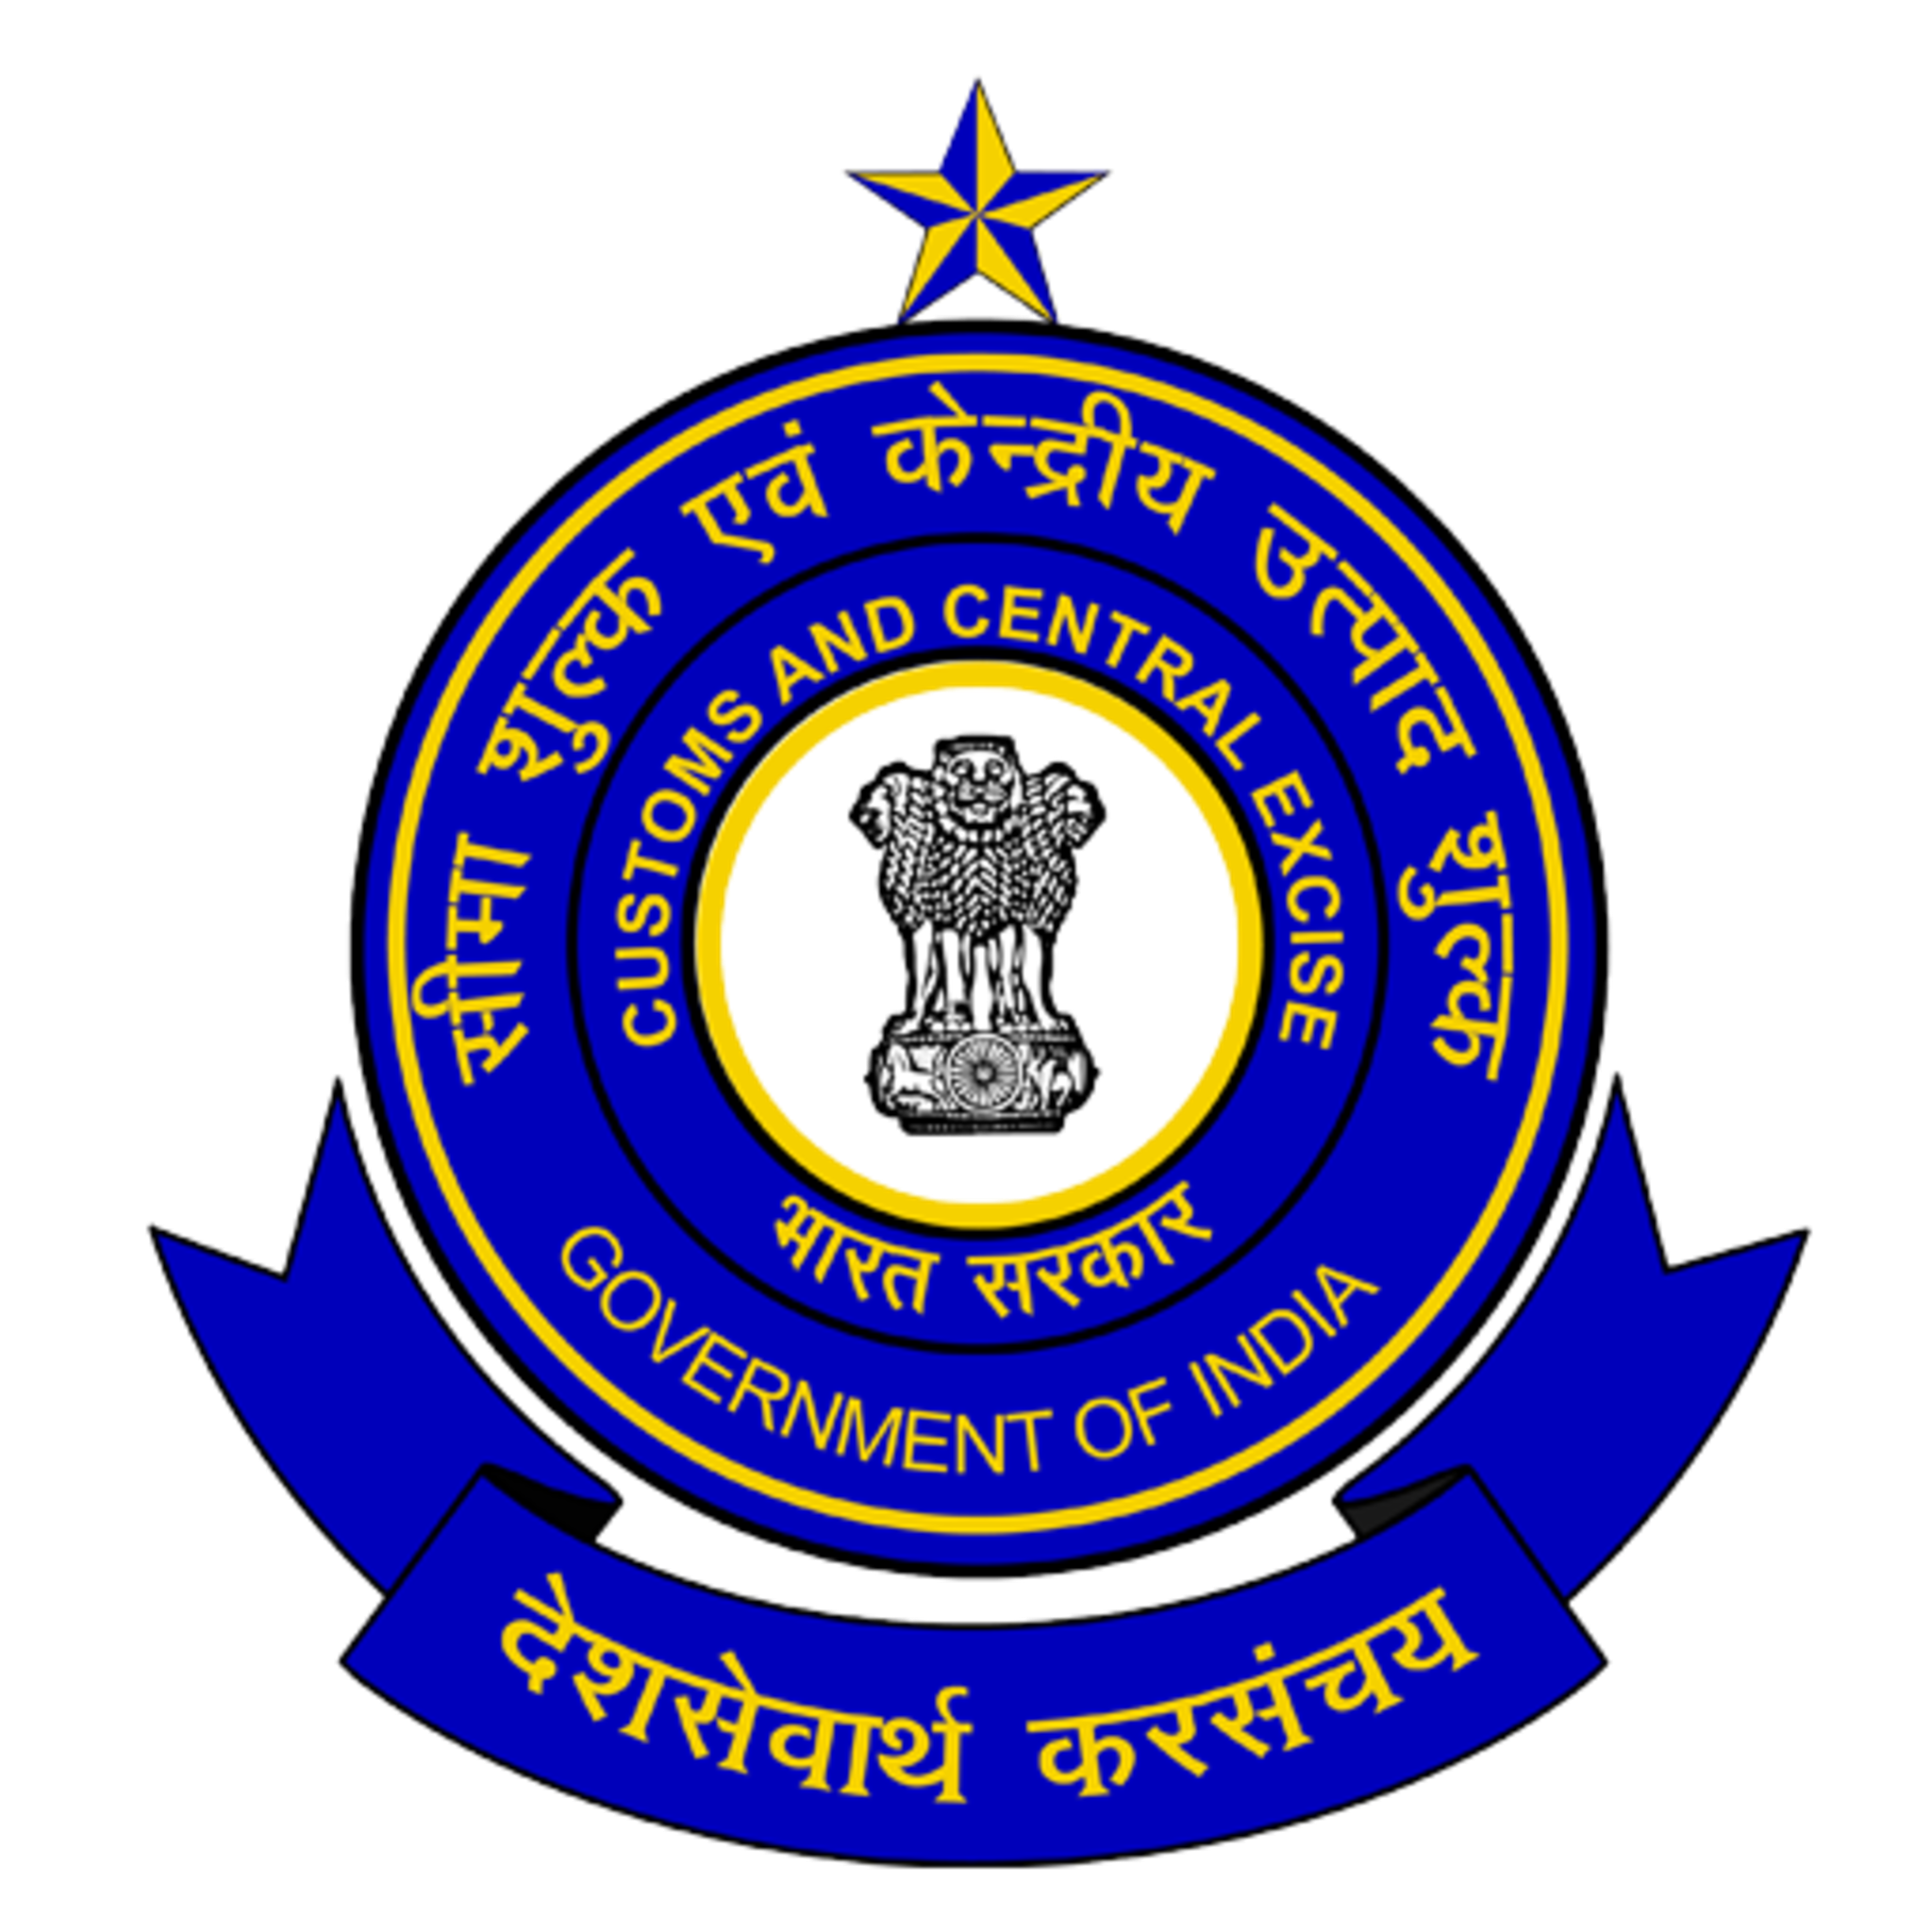 सीमा शुल्क एवं केन्द्रीय उत्पाद शुल्क
CUSTOMS AND CENTRAL EXCISE
भारत सरकार
GOVERNMENT OF INDIA
देशसेवार्थ करसंचय